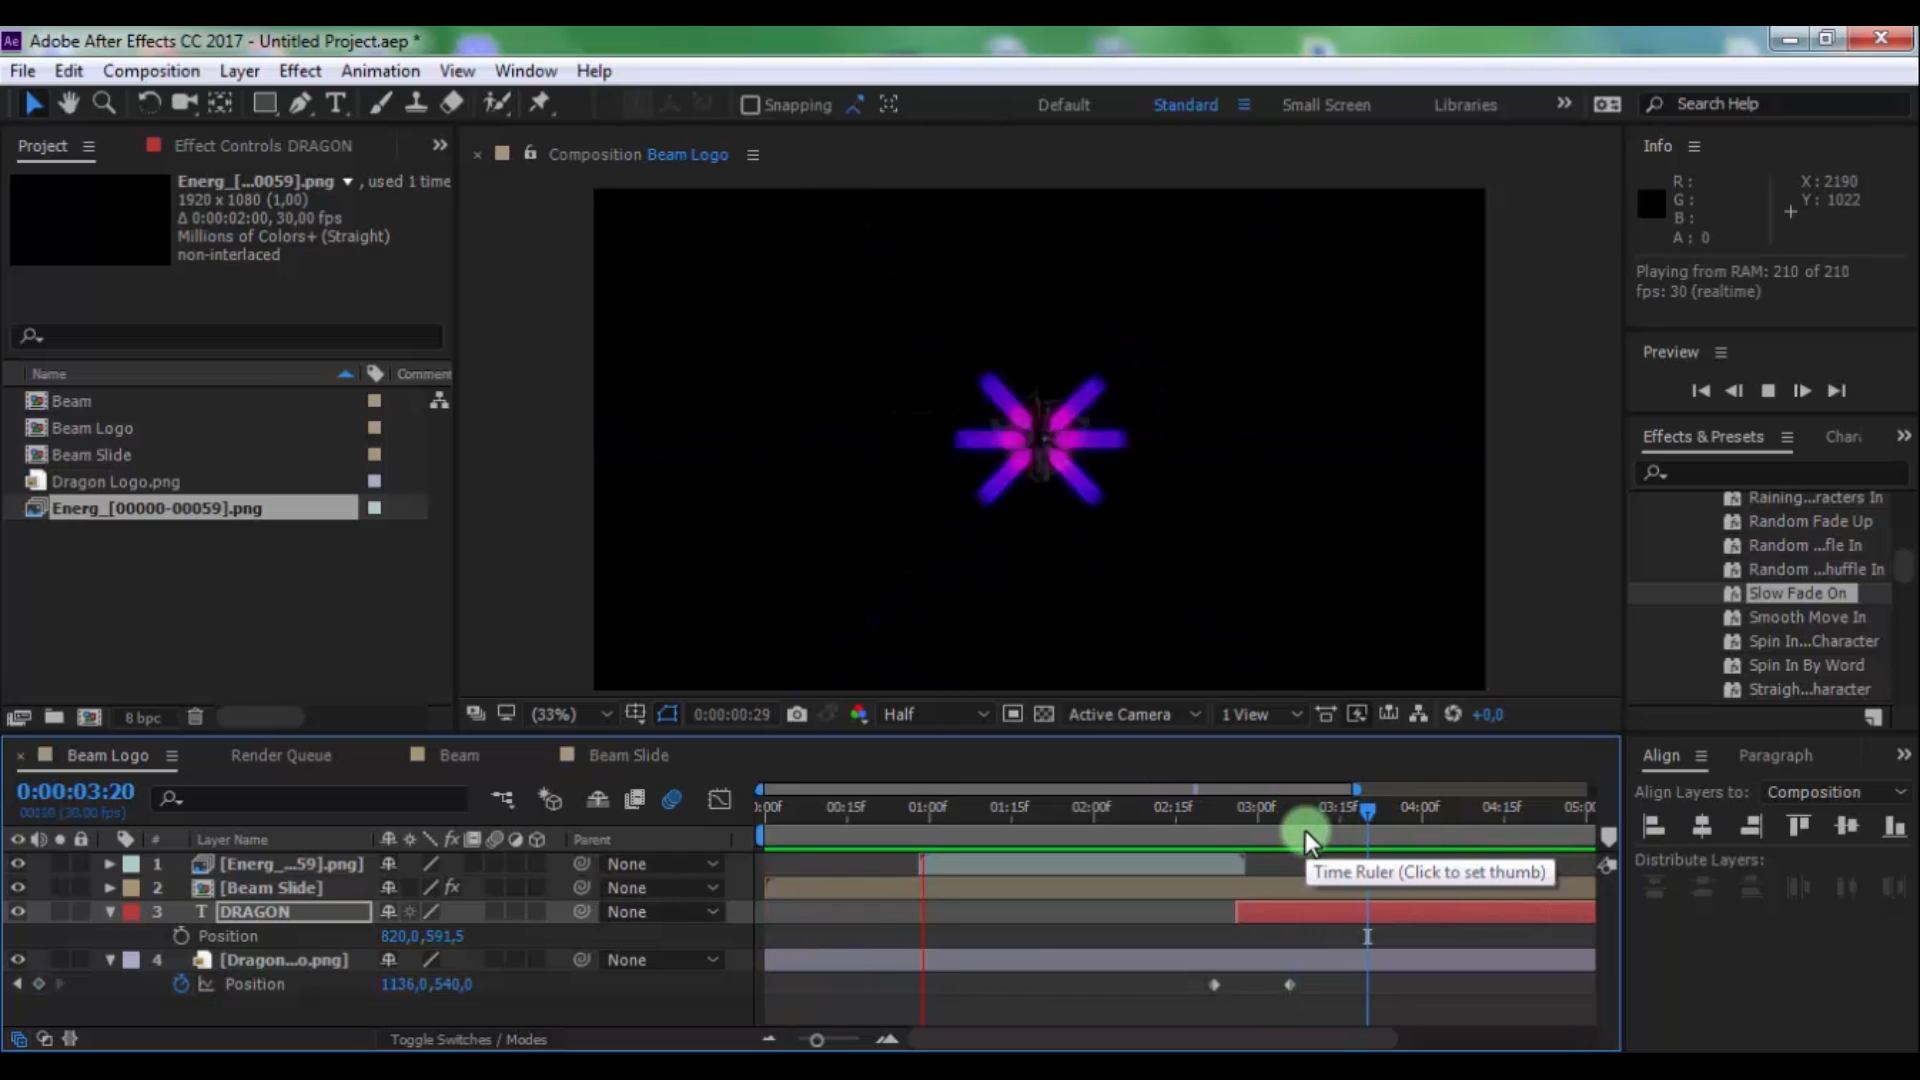 Adobe After Effects CC 2017 - Untitled Project.aep *
File Edit Composition Layer Effect Animation View Window Help
Snapping
Default Standard Small Screen Libraries Search Help
Project Effect Controls DRAGON
Composition Beam Logo
Info
Energ_[...0059].png ▼ , used 1 time
1920 x 1080 (1,00)
Δ 0:00:02:00, 30,00 fps
Millions of Colors+ (Straight)
non-interlaced
R :
G :
B :
A : 0
X : 2190
Y : 1022
Playing from RAM: 210 of 210
fps: 30 (realtime)
Preview
Name Comment
Beam
Beam Logo
Beam Slide
Dragon Logo.png
Energ_[00000-00059].png
Effects & Presets
Raining...racters In
Random Fade Up
Random ...fle In
Random ...huffle In
Slow Fade On
Smooth Move In
Spin In...Character
Spin In By Word
Straigh...haracter
8 bpc
(33%) 0:00:00:29 Half Active Camera 1 View +0,0
Beam Logo Render Queue Beam Beam Slide
Align Paragraph
0:00:03:20
00110 (30.00 fps)
00:15f 01:00f 01:15f 02:00f 02:15f 03:00f 03:15f 04:00f 04:15f
Align Layers to: Composition
# Layer Name fx Parent
Distribute Layers:
1 [Energ_...59].png] None
2 [Beam Slide] fx None
3 T DRAGON None
Position 820,0,591,5
4 [Dragon...o.png] None
Position 1136,0,540,0
Time Ruler (Click to set thumb)
Toggle Switches / Modes